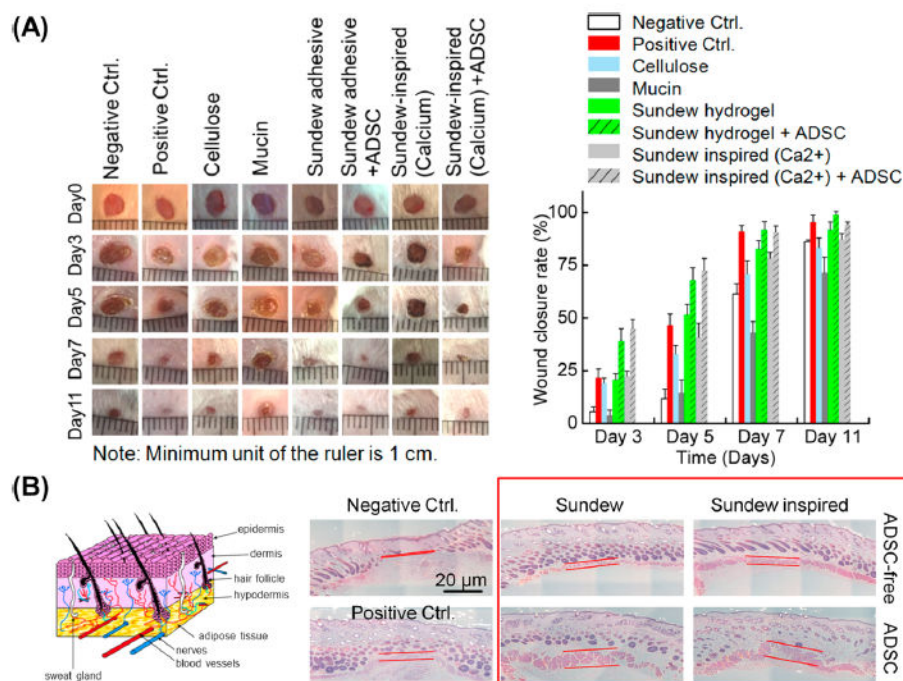 (A)
Negative Ctrl.
Positive Ctrl.
Cellulose
Mucin
Sundew adhesive
Sundew adhesive
+ADSC
Sundew-inspired
(Calcium)
Sundew-inspired
(Calcium) +ADSC
Day0
Day3
Day5
Day7
Day11
Note: Minimum unit of the ruler is 1 cm.
Negative Ctrl.
Positive Ctrl.
Cellulose
Mucin
Sundew hydrogel
Sundew hydrogel + ADSC
Sundew inspired (Ca2+)
Sundew inspired (Ca2+) + ADSC
Wound closure rate (%)
100
75
50
25
0
Day 3
Day 5
Day 7
Day 11
Time (Days)
(B)
epidermis
dermis
hair follicle
hypodermis
adipose tissue
nerves
blood vessels
sweat gland
Negative Ctrl.
20 μm
Positive Ctrl.
Sundew
Sundew inspired
ADSC-free
ADSC